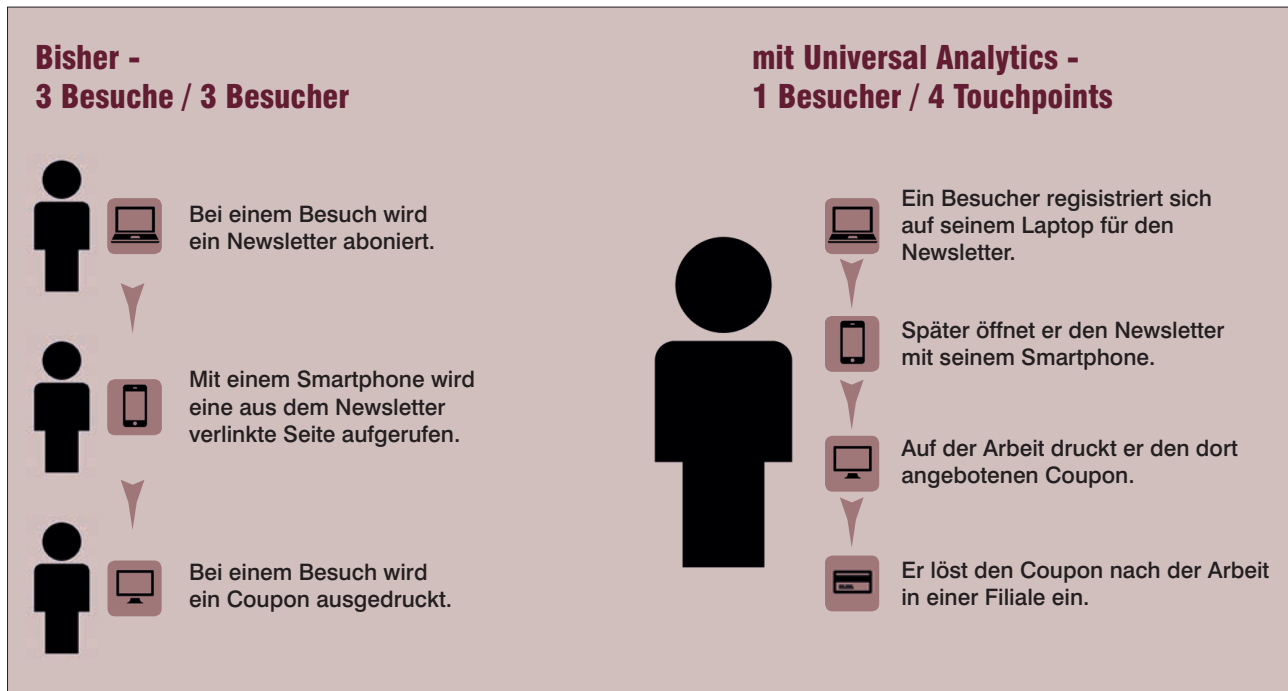 Bisher -
3 Besuche / 3 Besucher
Bei einem Besuch wird
ein Newsletter aboniert.
Mit einem Smartphone wird
eine aus dem Newsletter
verlinkte Seite aufgerufen.
Bei einem Besuch wird
ein Coupon ausgedruckt.
mit Universal Analytics -
1 Besucher / 4 Touchpoints
Ein Besucher regisistriert sich
auf seinem Laptop für den
Newsletter.
Später öffnet er den Newsletter
mit seinem Smartphone.
Auf der Arbeit druckt er den dort
angebotenen Coupon.
Er löst den Coupon nach der Arbeit
in einer Filiale ein.